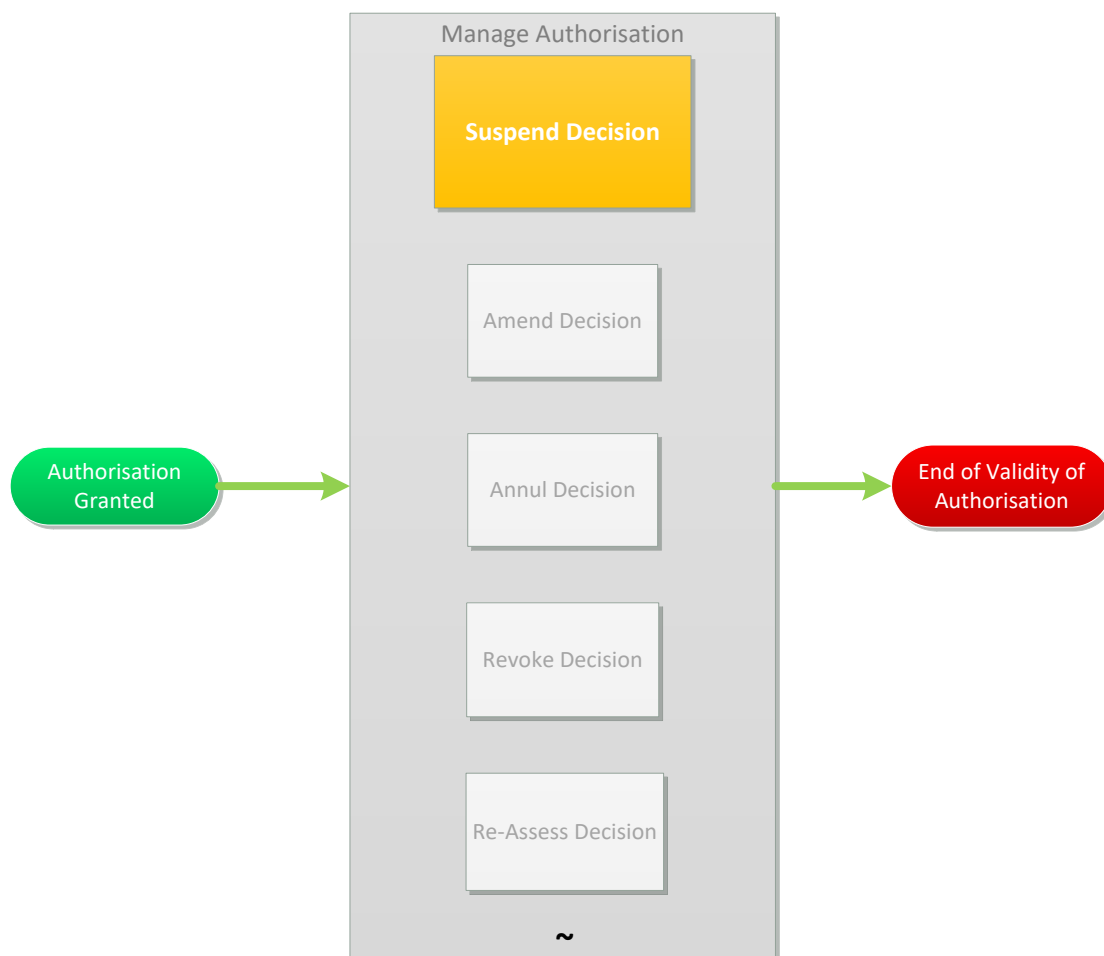 Manage Authorisation
Suspend Decision
Amend Decision
Authorisation
Granted
Annul Decision
End of Validity of
Authorisation
Revoke Decision
Re-Assess Decision
~